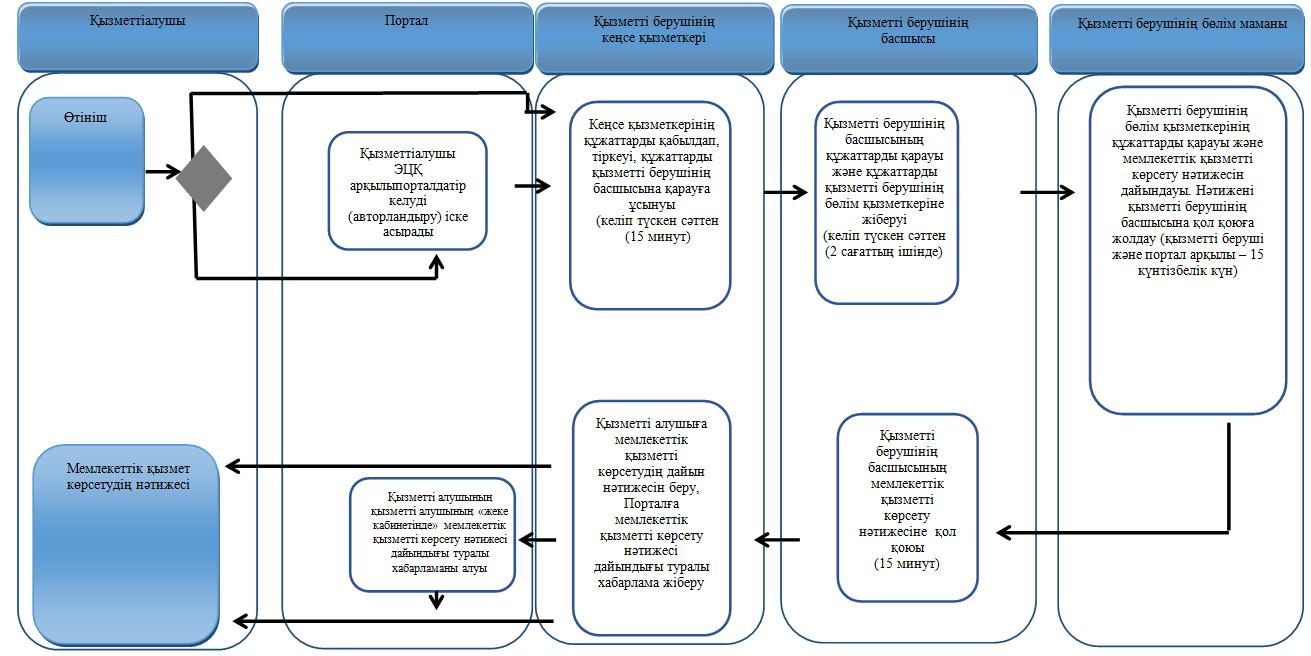 Қызметтіалушы
Портал
Қызметті берушінің
кеңсе қызметкері
Қызметті берушінің
басшысы
Қызметті берушінің бөлім маманы
Өтініш
Қызметтіалушы
ЭЦҚ
арқылыпорталдатір
келуді
(авторландыру) іске
асырады
Кеңсе қызметкерінің
құжаттарды қабылдап,
тіркеуі, құжаттарды
қызметті берушінің
басшысына қарауға
ұсынуы
(келіп түскен сәттен
(15 минут)
Қызметті берушінің
басшысының
құжаттарды қарауы
және құжаттарды
қызметті берушінің
бөлім қызметкеріне
жіберуі
(келіп түскен сәттен
(2 сағаттың ішінде)
Қызметті берушінің
бөлім қызметкерінің
құжаттарды қарауы және
мемлекеттік қызметті
көрсету нәтижесін
дайындауы. Нәтижені
қызметті берушінің
басшысына қол қоюға
жолдау (қызметті беруші
және портал арқылы – 15
күнтізбелік күн)
Мемлекеттік қызмет
көрсетудің нәтижесі
Қызметті алушының
қызметті алушының «жеке
кабинетінде» мемлекеттік
қызметті көрсету нәтижесі
дайындығы туралы
хабарламаны алуы
Қызметті алушыға
мемлекеттік
қызметті
көрсетудің дайын
нәтижесін беру,
Порталға
мемлекеттік
қызметті көрсету
нәтижесі
дайындығы туралы
хабарлама жіберу
Қызметті
берушінің
басшысының
мемлекеттік
қызметті
көрсету
нәтижесіне қол
қоюы
(15 минут)